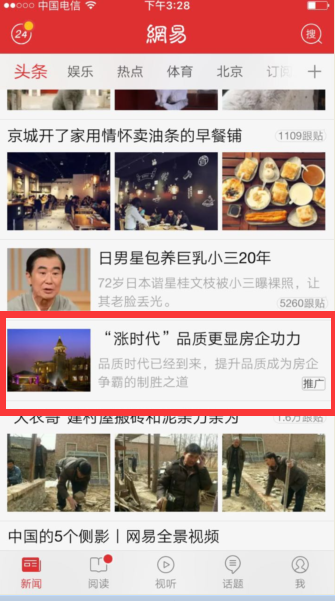 中国电信 下午3:28
24 網易 搜
头条 娱乐 热点 体育 北京
京城开了家用情怀卖油条的早餐铺 1109跟贴
日男星包养巨乳小三20年
72岁日本谐星桂文枝被小三曝裸照，让
其老脸丢光。 5260跟贴
“涨时代”品质更显房企功力
品质时代已经到来，提升品质成为房企
争霸的制胜之道 推广
“大衣哥”建村屋搬砖和泥亲力亲为 1.6万跟贴
中国的5个侧影丨网易全景视频
新闻 阅读 视听 话题 我